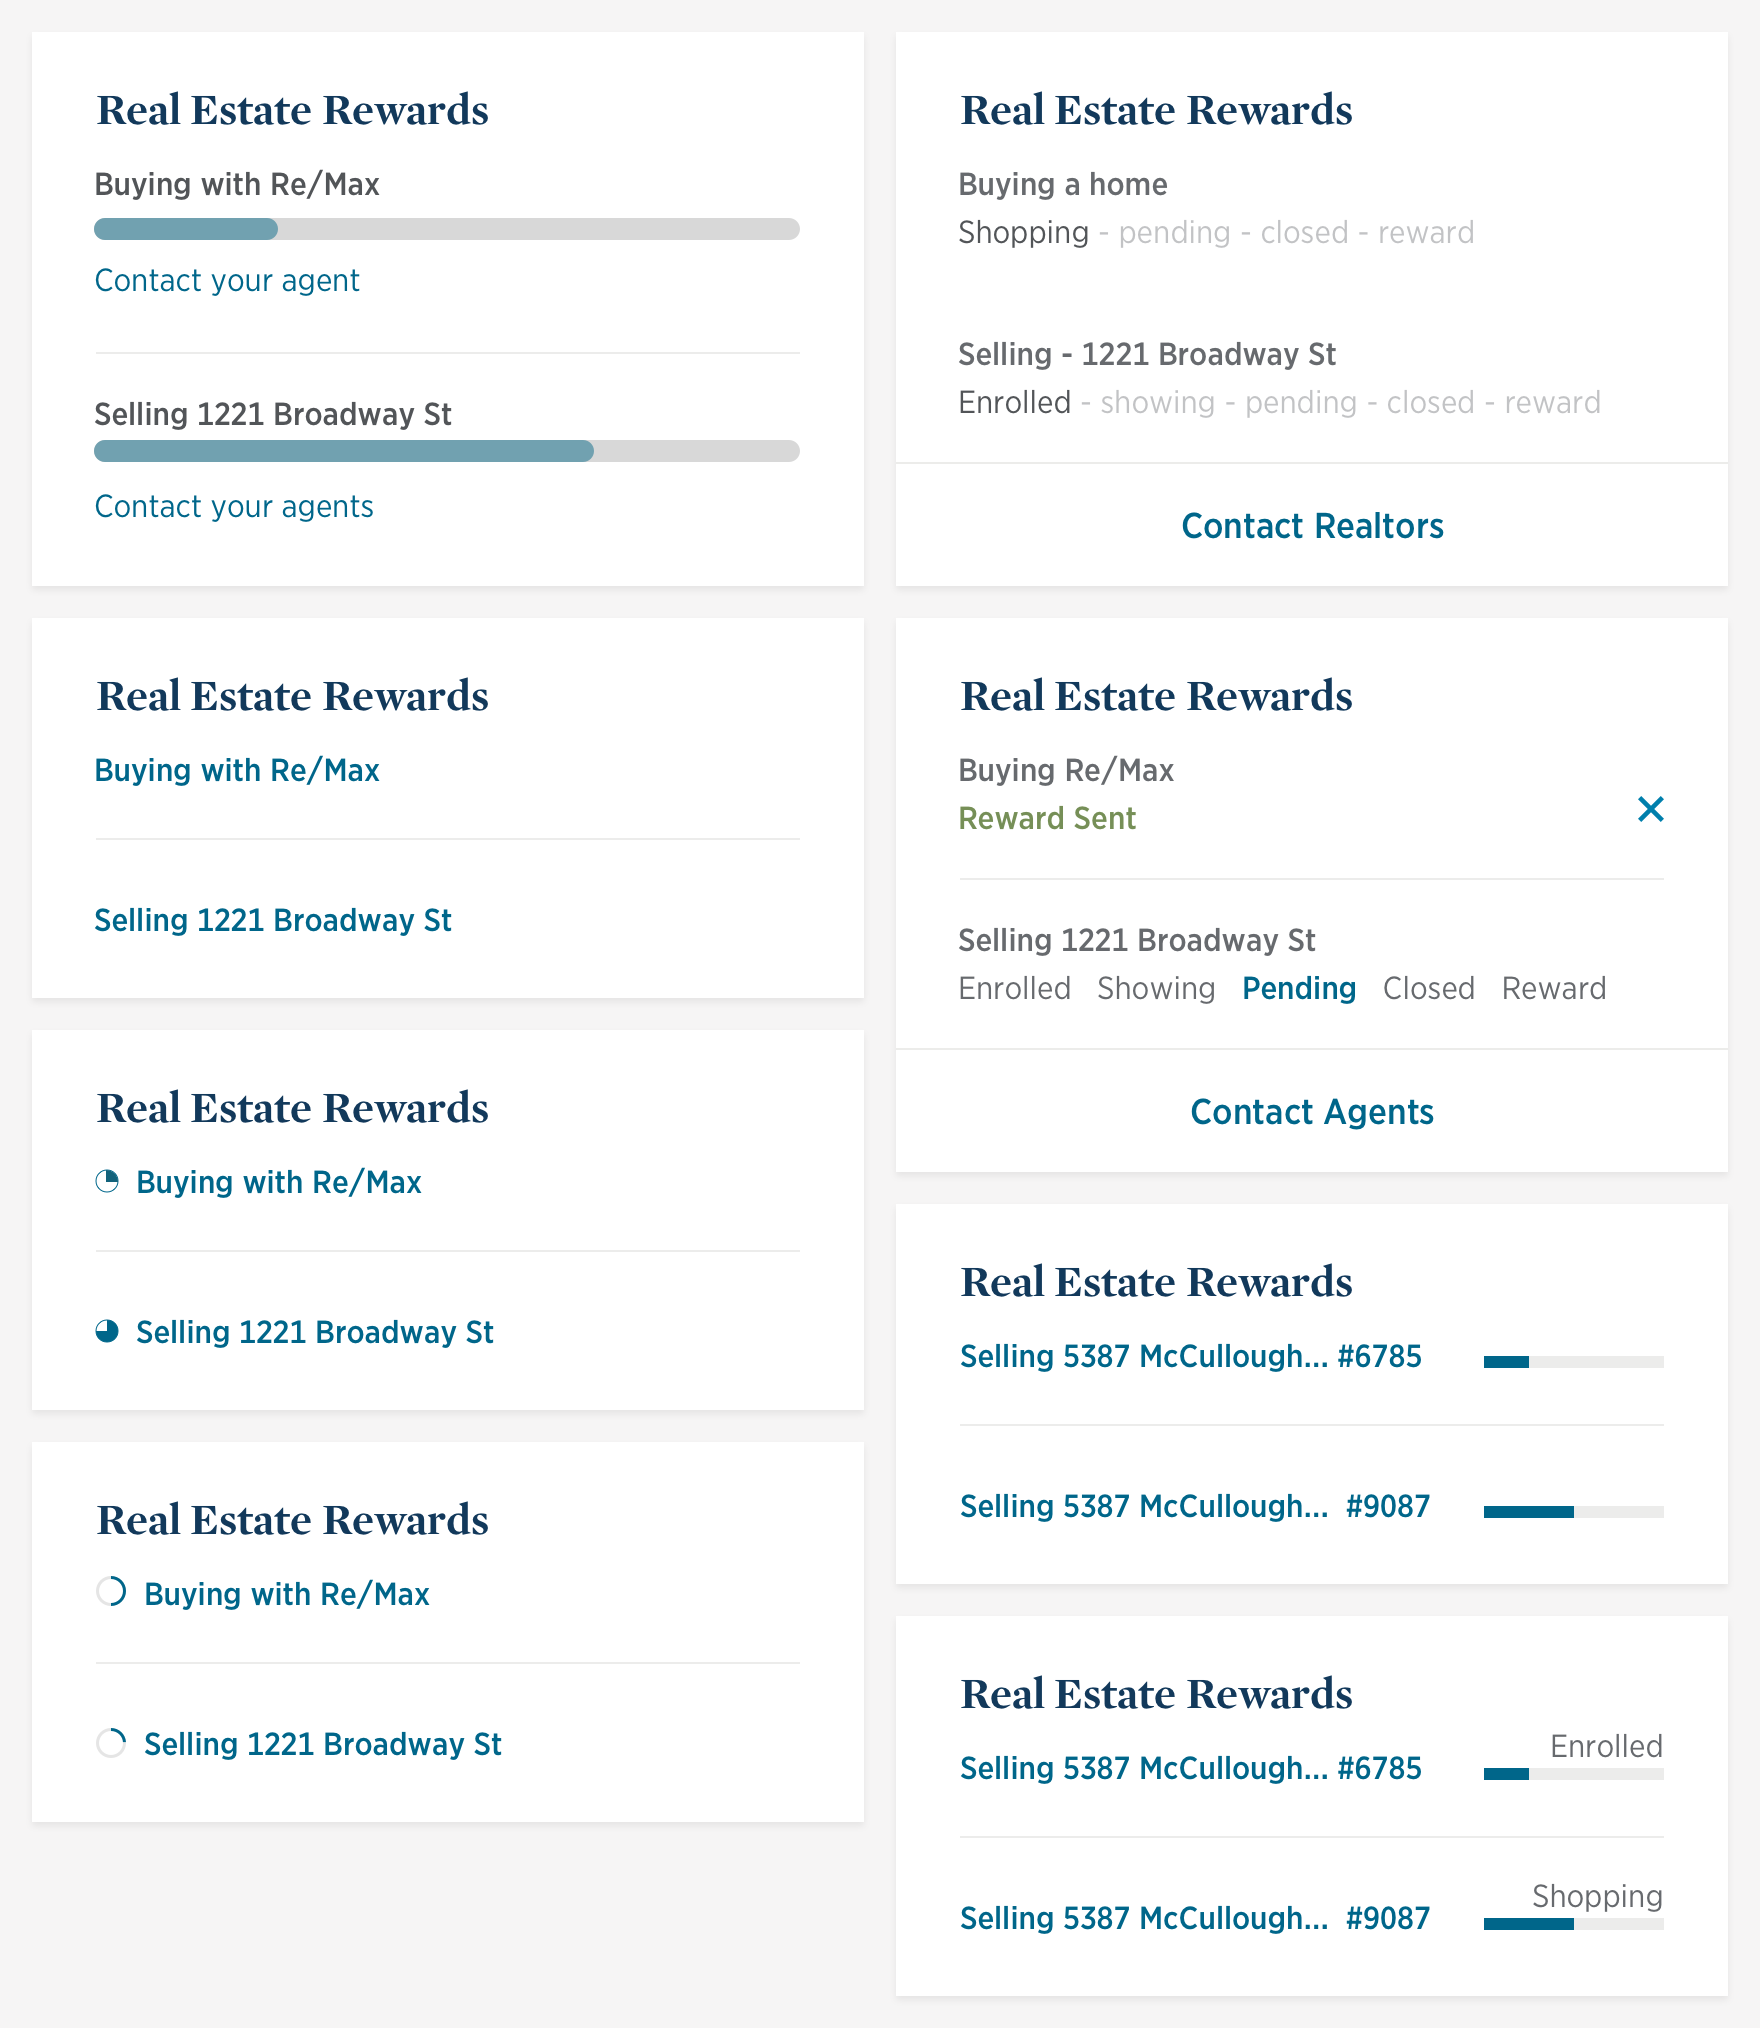 Real Estate Rewards
Buying with Re/Max
Contact your agent
Selling 1221 Broadway St
Contact your agents
Real Estate Rewards
Buying with Re/Max
Selling 1221 Broadway St
Real Estate Rewards
Buying with Re/Max
Selling 1221 Broadway St
Real Estate Rewards
Buying with Re/Max
Selling 1221 Broadway St
Real Estate Rewards
Buying a home
Shopping - pending - closed - reward
Selling - 1221 Broadway St
Enrolled - showing - pending - closed - reward
Contact Realtors
Real Estate Rewards
Buying Re/Max
Reward Sent
Selling 1221 Broadway St
Enrolled Showing Pending Closed Reward
Contact Agents
Real Estate Rewards
Selling 5387 McCullough... #6785
Selling 5387 McCullough... #9087
Real Estate Rewards
Enrolled
Selling 5387 McCullough... #6785
Shopping
Selling 5387 McCullough... #9087